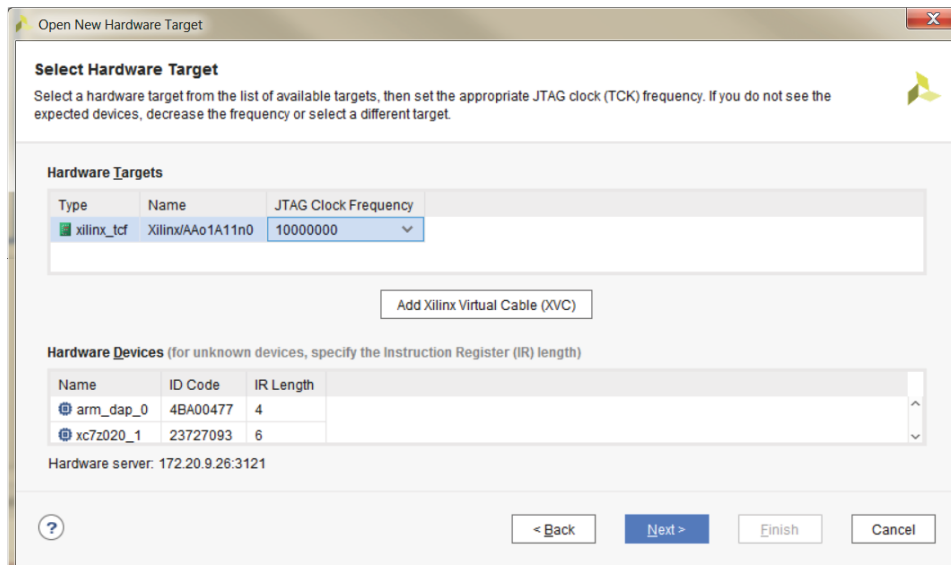 Open New Hardware Target
Select Hardware Target
Select a hardware target from the list of available targets, then set the appropriate JTAG clock (TCK) frequency. If you do not see the
expected devices, decrease the frequency or select a different target.
Hardware Targets
Type Name JTAG Clock Frequency
xilinx_tcf Xilinx/AAo1A11n0 10000000
Add Xilinx Virtual Cable (XVC)
Hardware Devices (for unknown devices, specify the Instruction Register (IR) length)
Name ID Code IR Length
arm_dap_0 4BA00477 4
xc7z020_1 23727093 6
Hardware server: 172.20.9.26:3121
? < Back Next > Finish Cancel